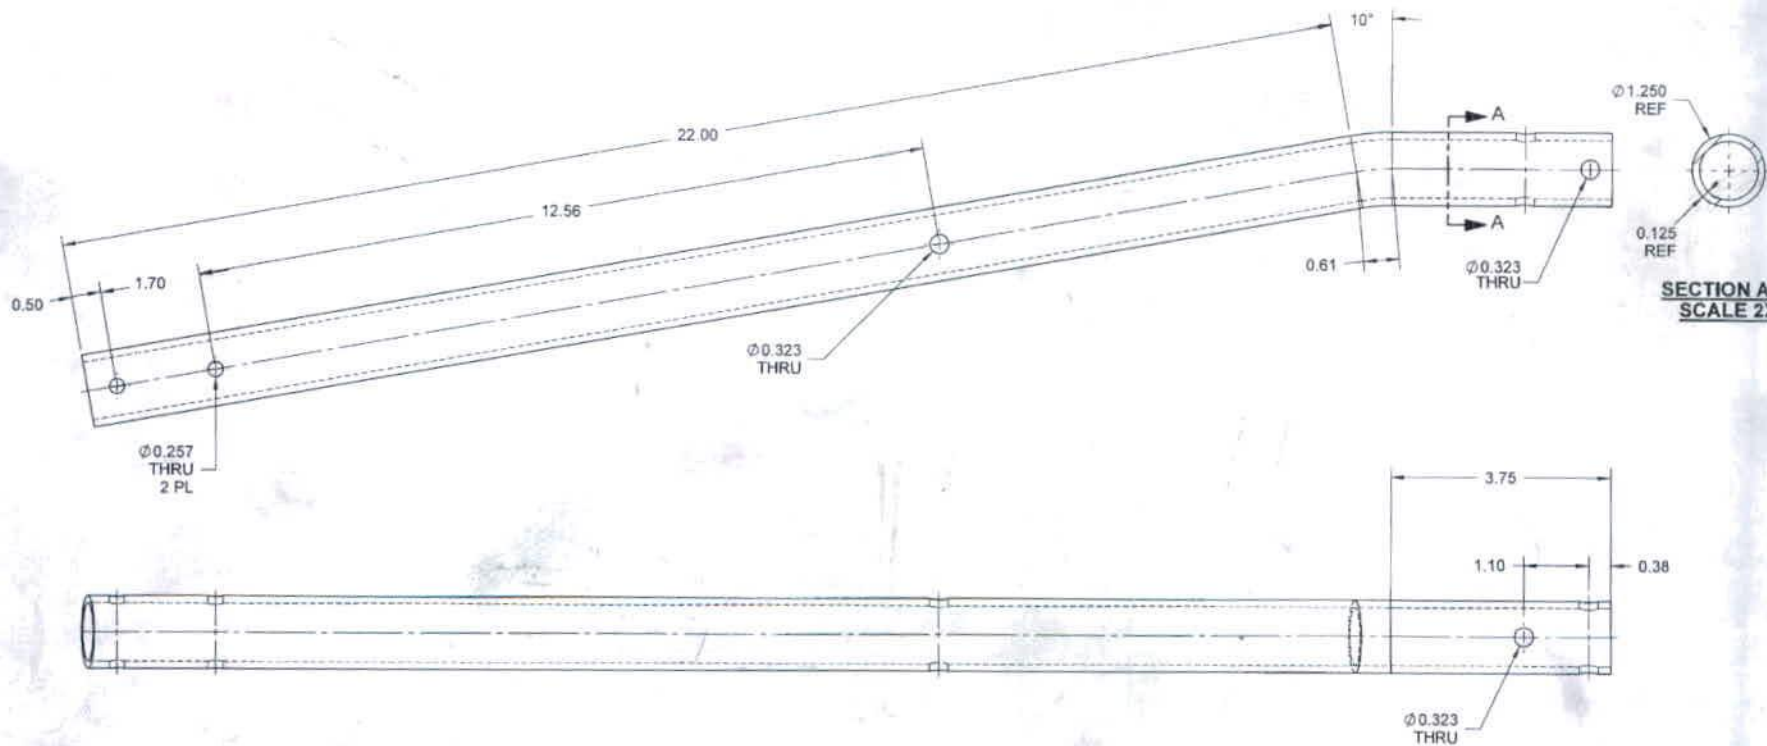 10°
22.00
12.56
0.50
1.70
A
A
Ø1.250
REF
0.125
REF
SECTION A
SCALE 2
0.61
Ø0.323
THRU
Ø0.323
THRU
Ø0.257
THRU
2 PL
3.75
1.10
0.38
Ø0.323
THRU